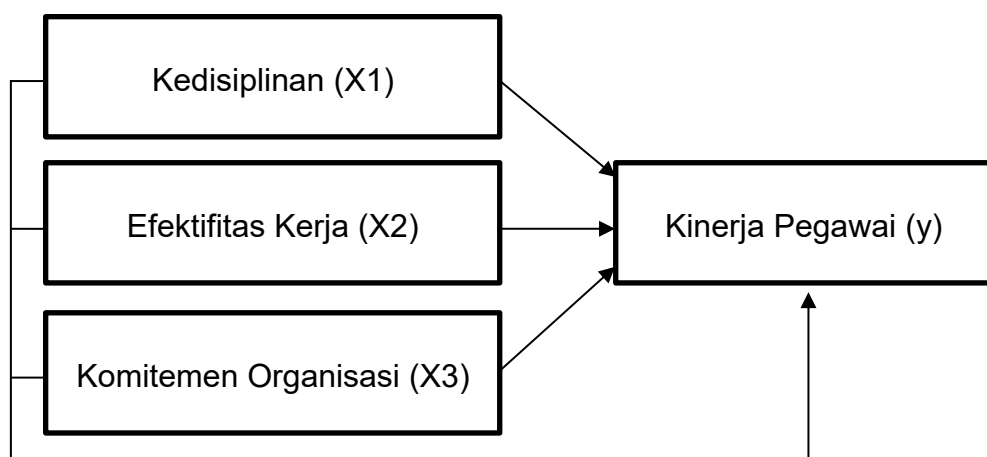 Kedisiplinan (X1)
Efektifitas Kerja (X2)
Kinerja Pegawai (y)
Komitemen Organisasi (X3)